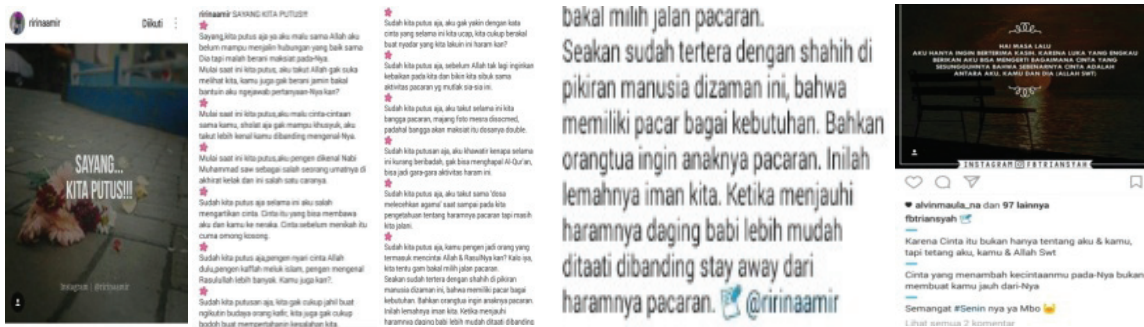 ririnaamir
Diikuti
SAYANG...
KITA PUTUS!!!
Instagram | @ririnaamir
ririnaamir SAYANG KITA PUTUS!!!
Sayang,kita putus aja ya aku malu sama Allah aku
belum mampu menjalin hubungan yang baik sama
Dia tapi malah berani maksiat pada-Nya.
Mulai saat ini kita putus, aku takut Allah gak suka
melihat kita, kamu juga gak berani jamin bakal
bantuin aku ngejawab pertanyaan-Nya kan?
Mulai saat ini kita putus,aku malu cinta-cintaan
sama kamu, sholat aja gak mampu khusyuk, aku
takut lebih kenal kamu dibanding mengenal-Nya.
Mulai saat ini kita putus,aku pengen dikenal Nabi
Muhammad saw sebagai salah seorang umatnya di
akhirat kelak dan ini salah satu caranya.
Sudah kita putus aja selama ini aku salah
mengartikan cinta. Cinta itu yang bisa membawa
aku dan kamu ke neraka. Cinta sebelum menikah itu
cuma omong kosong.
Sudah kita putus aja,pengen nyari cinta Allah
dulu,pengen kaffah meluk islam, pengen mengenal
Rasulullah lebih banyak. Kamu juga kan?.
Sudah kita putusan aja, kita gak cukup jahil buat
ngikutin budaya orang kafir, kita juga gak cukup
bodoh buat mempertahanin kesalahan kita.
Sudah kita putus aja, aku gak yakin dengan kata
cinta yang selama ini kita ucap, kita cukup berakal
buat nyadar yang kita lakuin ini haram kan?
Sudah kita putus aja, sebelum Allah tak lagi inginkan
kebaikan pada kita dan bikin kita sibuk sama
aktivitas pacaran yg mutlak sia-sia ini.
Sudah kita putus aja, aku takut selama ini kita
bangga pacaran, majang foto mesra disocmed,
padahal bangga akan maksiat itu dosanya double.
Sudah kita putusan aja, aku khawatir kenapa selama
ini kurang beribadah, gak bisa menghapal Al-Qur'an,
bisa jadi gara-gara aktivitas haram ini.
Sudah kita putus aja, aku takut sama 'dosa
melecehkan agama' saat sampai pada kita
pengetahuan tentang haramnya pacaran tapi masih
kita jalani.
Sudah kita putus aja, kamu pengen jadi orang yang
termasuk mencintai Allah & RasulNya kan? Kalo iya,
kita tentu gam bakal milih jalan pacaran.
Seakan sudah tertera dengan shahih di pikiran
manusia dizaman ini, bahwa memiliki pacar bagai
kebutuhan. Bahkan orangtua ingin anaknya pacaran.
Inilah lemahnya iman kita. Ketika menjauhi
haramnya daging babi lebih mudah ditaati dibanding
bakal milih jalan pacaran.
Seakan sudah tertera dengan shahih di
pikiran manusia dizaman ini, bahwa
memiliki pacar bagai kebutuhan. Bahkan
orangtua ingin anaknya pacaran. Inilah
lemahnya iman kita. Ketika menjauhi
haramnya daging babi lebih mudah
ditaati dibanding stay away dari
haramnya pacaran. @ririnaamir
HAI MASA LALU
AKU HANYA INGIN BERTERIMA KASIH. KARENA LUKA YANG ENGKAU
BERIKAN AKU BISA MENGERTI BAGAIMANA CINTA YANG
SESUNGGUHNYA BAHWA SEBENARNYA CINTA ADALAH
ANTARA AKU, KAMU DAN DIA (ALLAH SWT)
INSTAGRAM FBTRIANSYAH
alvinmaula_na dan 97 lainnya
fbtriansyah
Karena Cinta itu bukan hanya tentang aku & kamu,
tapi tetang aku, kamu & Allah Swt
Cinta yang menambah kecintaanmu pada-Nya bukan
membuat kamu jauh dari-Nya
Semangat #Senin nya ya Mbo
Lihat semua 2 komentar